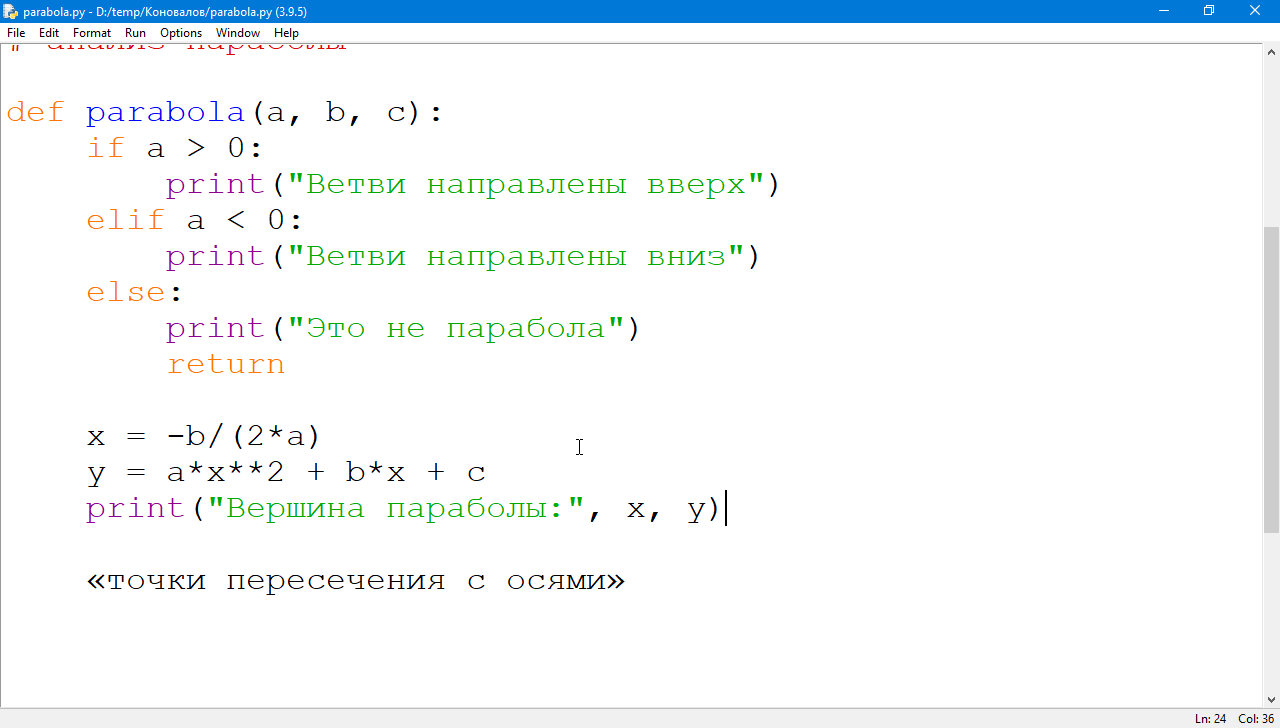 parabola.py - D:/temp/Коновалов/parabola.py (3.9.5)
File Edit Format Run Options Window Help
# анализ параболы
def parabola(a, b, c):
    if a > 0:
        print("Ветви направлены вверх")
    elif a < 0:
        print("Ветви направлены вниз")
    else:
        print("Это не парабола")
        return
    x = -b/(2*a)
    y = a*x**2 + b*x + c
    print("Вершина параболы:", x, y)
    «точки пересечения с осями»
Ln: 24 Col: 36